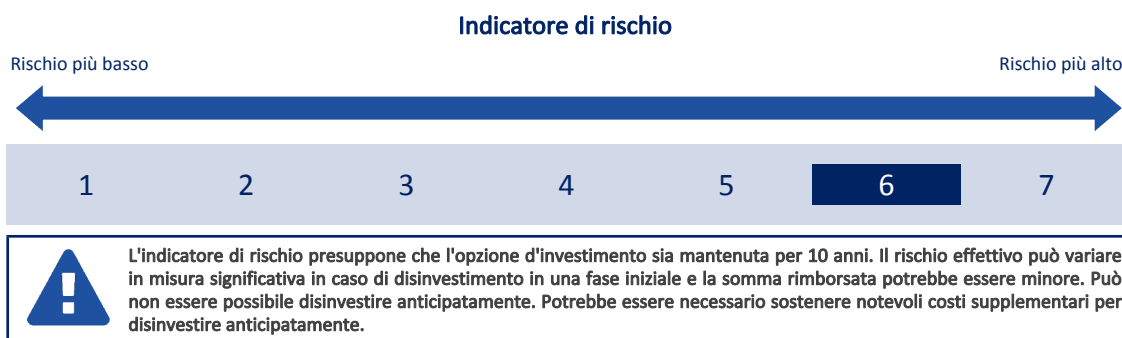 Indicatore di rischio
Rischio più basso
Rischio più alto
1 2 3 4 5 6 7
L'indicatore di rischio presuppone che l'opzione d'investimento sia mantenuta per 10 anni. Il rischio effettivo può variare
in misura significativa in caso di disinvestimento in una fase iniziale e la somma rimborsata potrebbe essere minore. Può
non essere possibile disinvestire anticipatamente. Potrebbe essere necessario sostenere notevoli costi supplementari per
disinvestire anticipatamente.